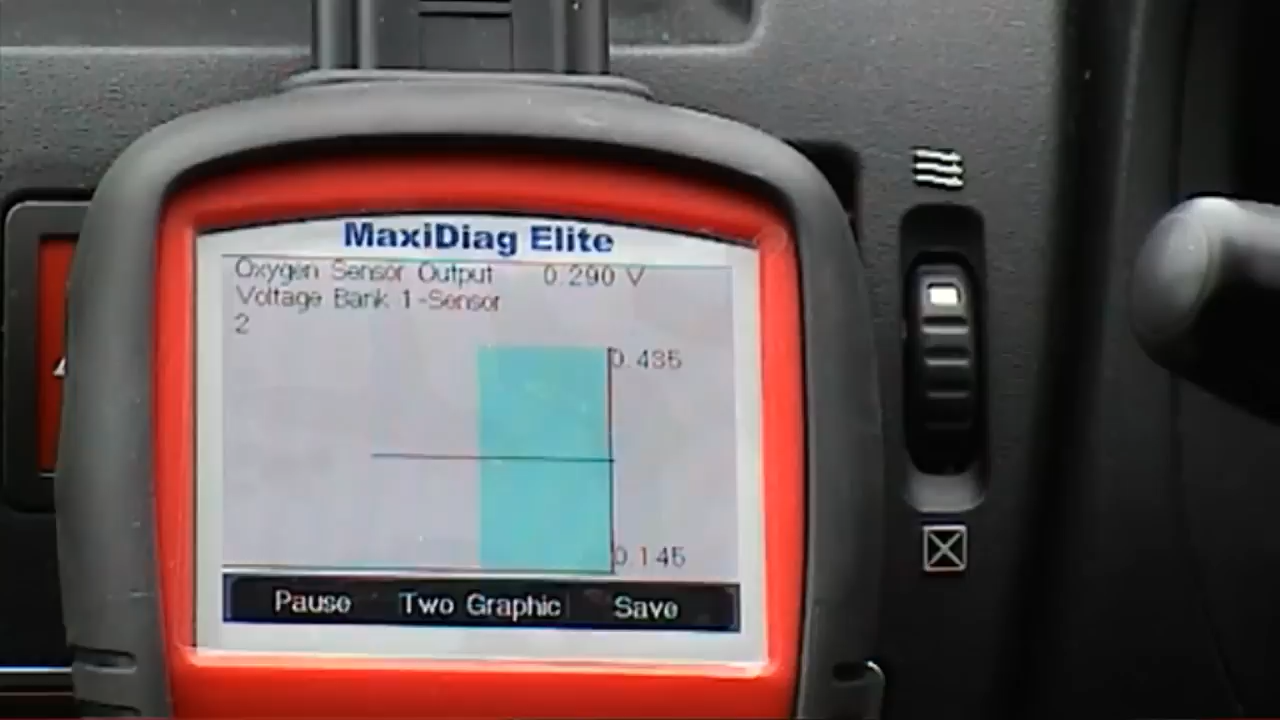 MaxiDiag Elite
Oxygen Sensor Output 0.290 V
Voltage Bank 1-Sensor
2
0.435
0.145
Pause Two Graphic Save